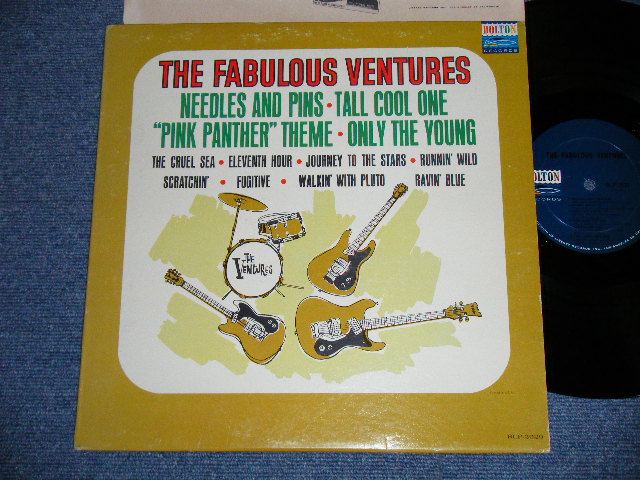 DOLTON
RECORDS
THE FABULOUS VENTURES
NEEDLES AND PINS • TALL COOL ONE
"PINK PANTHER" THEME • ONLY THE YOUNG
THE CRUEL SEA • ELEVENTH HOUR • JOURNEY TO THE STARS • RUNNIN' WILD
SCRATCHIN' • FUGITIVE • WALKIN' WITH PLUTO • RAVIN' BLUE
THE VENTURES
THE FABULOUS VENTURES
DOLTON
RECORDS